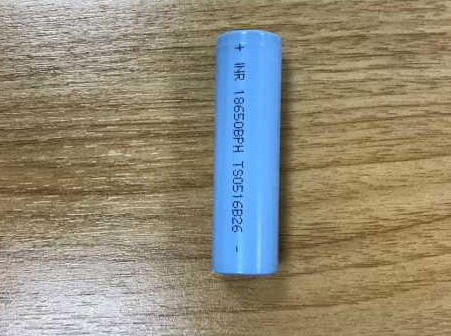 + INR 18650BPH TS0516B26 -